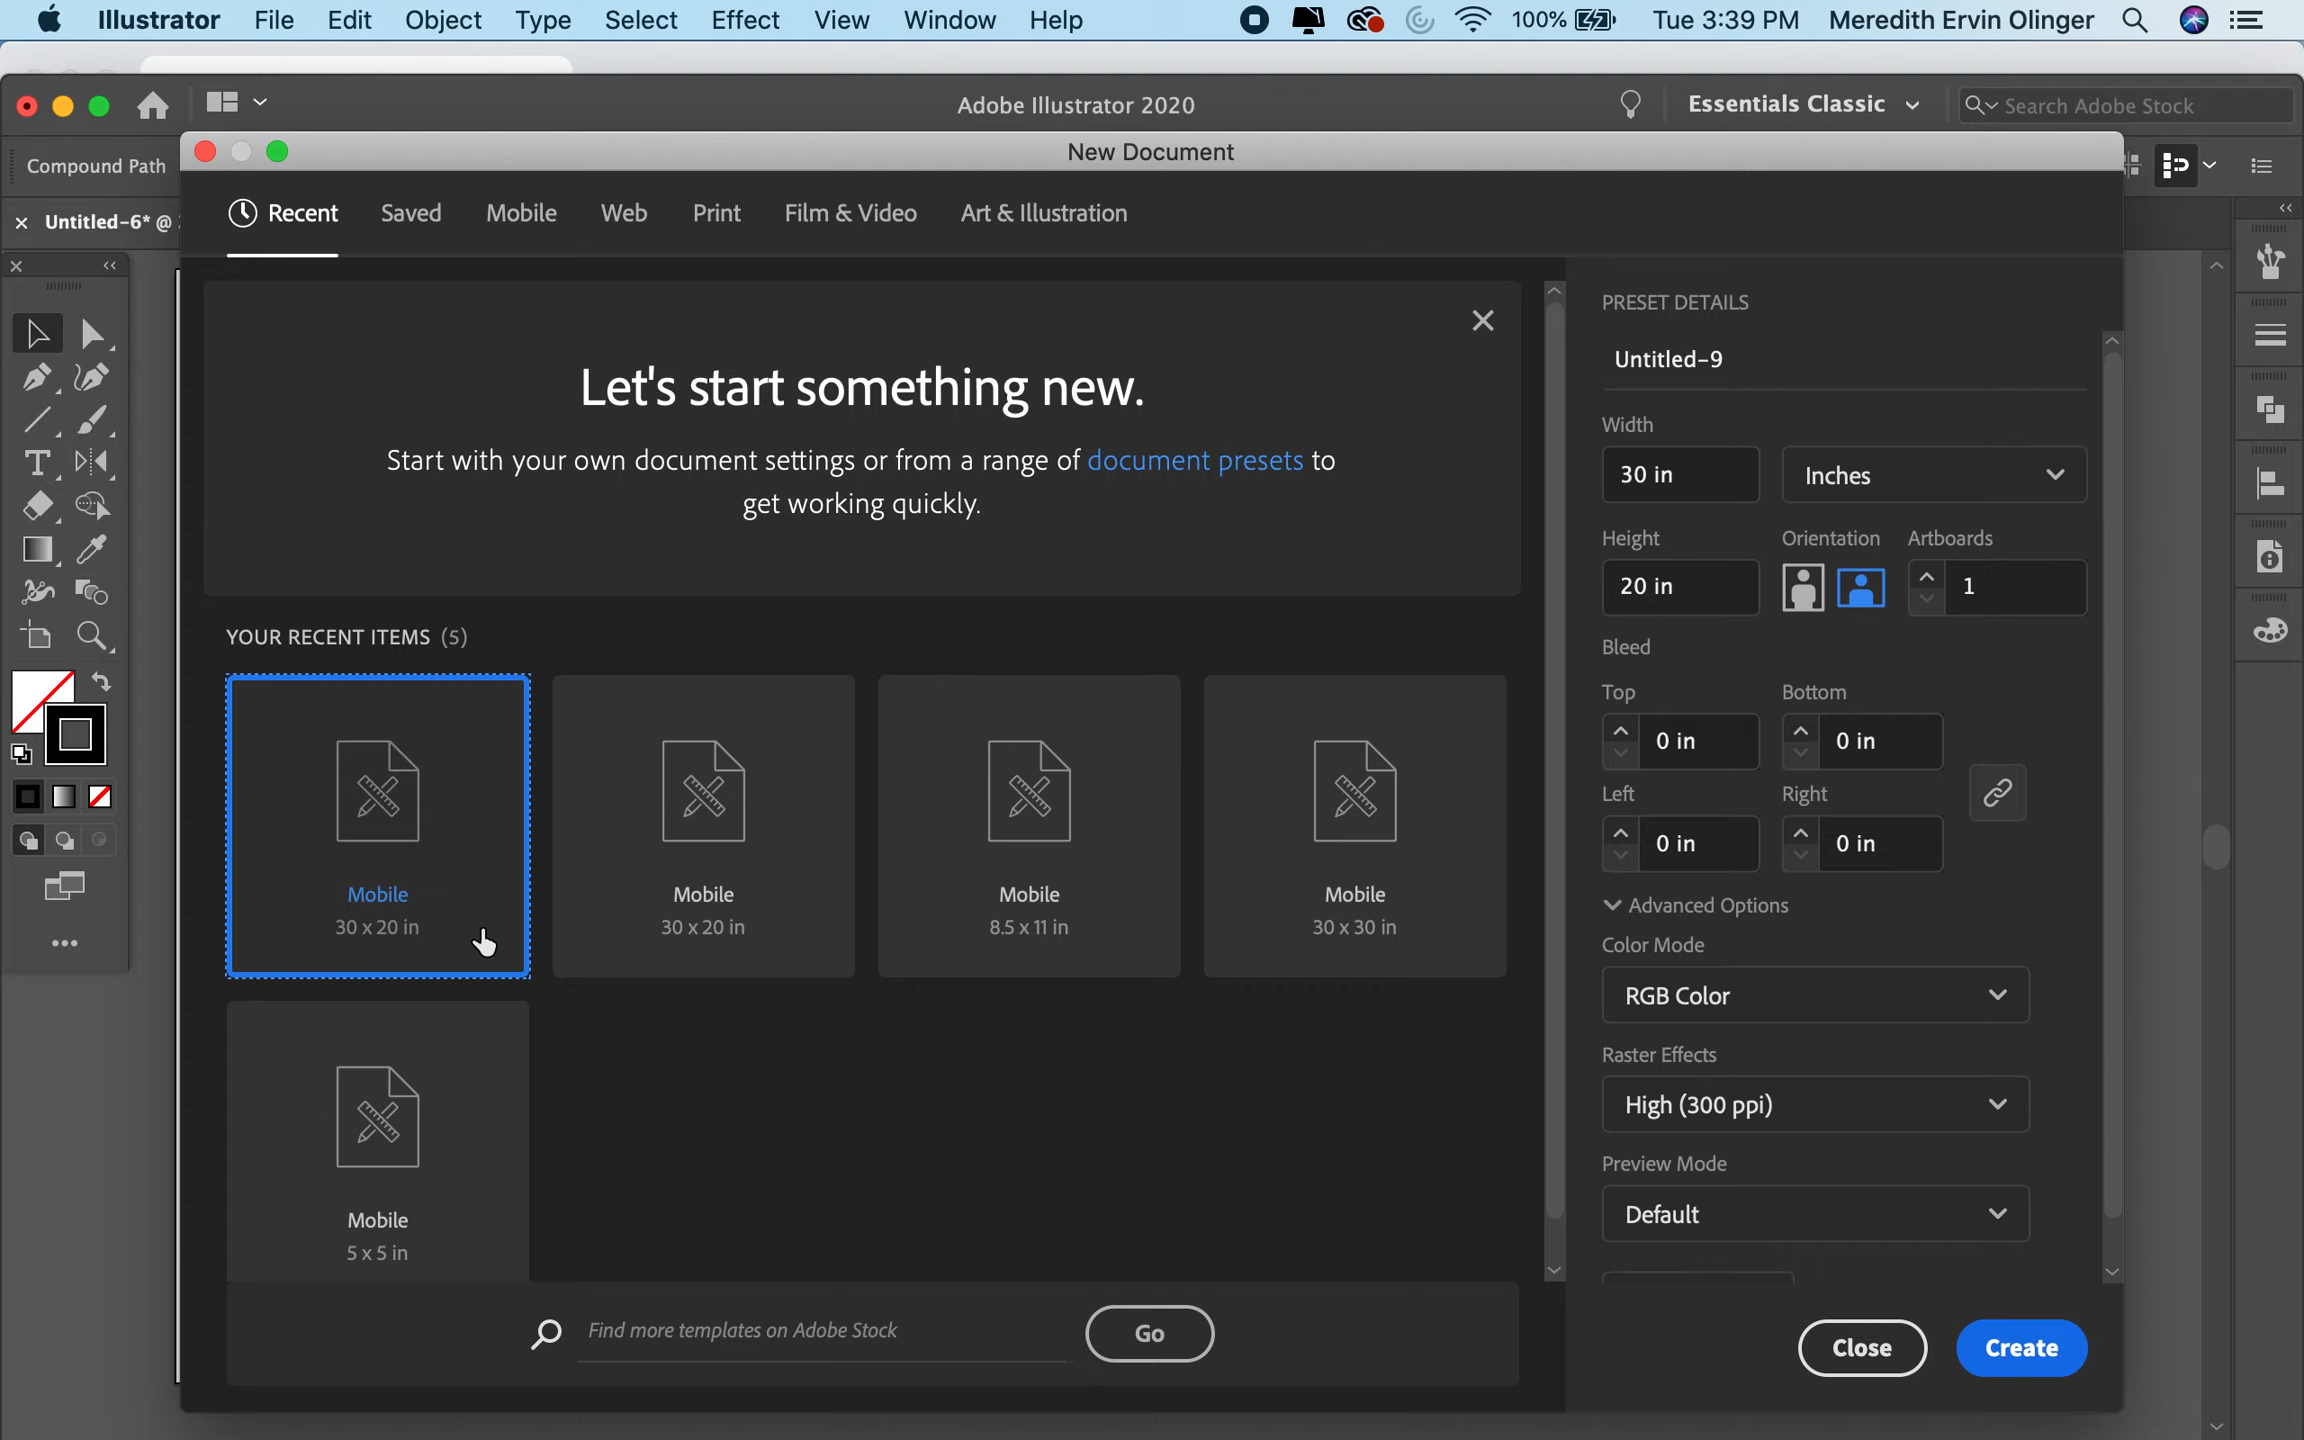 Illustrator File Edit Object Type Select Effect View Window Help 100% Tue 3:39 PM Meredith Ervin Olinger
Adobe Illustrator 2020 Essentials Classic Search Adobe Stock
Compound Path New Document
Untitled-6* @
Recent Saved Mobile Web Print Film & Video Art & Illustration
Let's start something new.
Start with your own document settings or from a range of document presets to
get working quickly.
YOUR RECENT ITEMS (5)
Mobile
30 x 20 in
Mobile
30 x 20 in
Mobile
8.5 x 11 in
Mobile
30 x 30 in
Mobile
5 x 5 in
Find more templates on Adobe Stock Go
PRESET DETAILS
Untitled-9
Width
30 in Inches
Height Orientation Artboards
20 in 1
Bleed
Top Bottom
0 in 0 in
Left Right
0 in 0 in
Advanced Options
Color Mode
RGB Color
Raster Effects
High (300 ppi)
Preview Mode
Default
Close Create